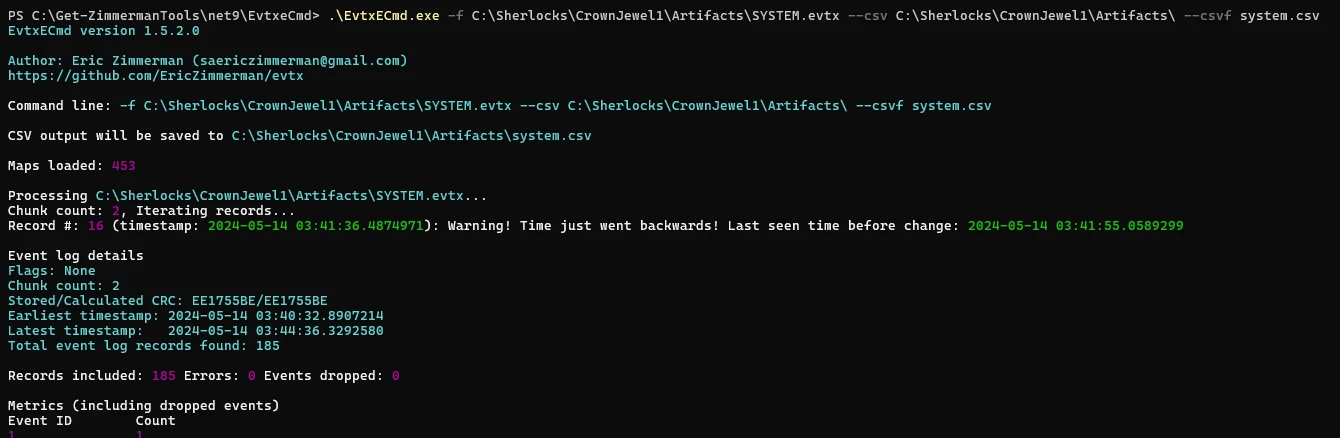 PS C:\Get-ZimmermanTools\net9\EvtxeCmd> .\EvtxECmd.exe -f C:\Sherlocks\CrownJewel1\Artifacts\SYSTEM.evtx --csv C:\Sherlocks\CrownJewel1\Artifacts\ --csvf system.csv
EvtxECmd version 1.5.2.0
Author: Eric Zimmerman (saericzimmerman@gmail.com)
https://github.com/EricZimmerman/evtx
Command line: -f C:\Sherlocks\CrownJewel1\Artifacts\SYSTEM.evtx --csv C:\Sherlocks\CrownJewel1\Artifacts\ --csvf system.csv
CSV output will be saved to C:\Sherlocks\CrownJewel1\Artifacts\system.csv
Maps loaded: 453
Processing C:\Sherlocks\CrownJewel1\Artifacts\SYSTEM.evtx...
Chunk count: 2, Iterating records...
Record #: 16 (timestamp: 2024-05-14 03:41:36.4874971): Warning! Time just went backwards! Last seen time before change: 2024-05-14 03:41:55.0589299
Event log details
Flags: None
Chunk count: 2
Stored/Calculated CRC: EE1755BE/EE1755BE
Earliest timestamp: 2024-05-14 03:40:32.8907214
Latest timestamp:   2024-05-14 03:44:36.3292580
Total event log records found: 185
Records included: 185 Errors: 0 Events dropped: 0
Metrics (including dropped events)
Event ID        Count
1               1